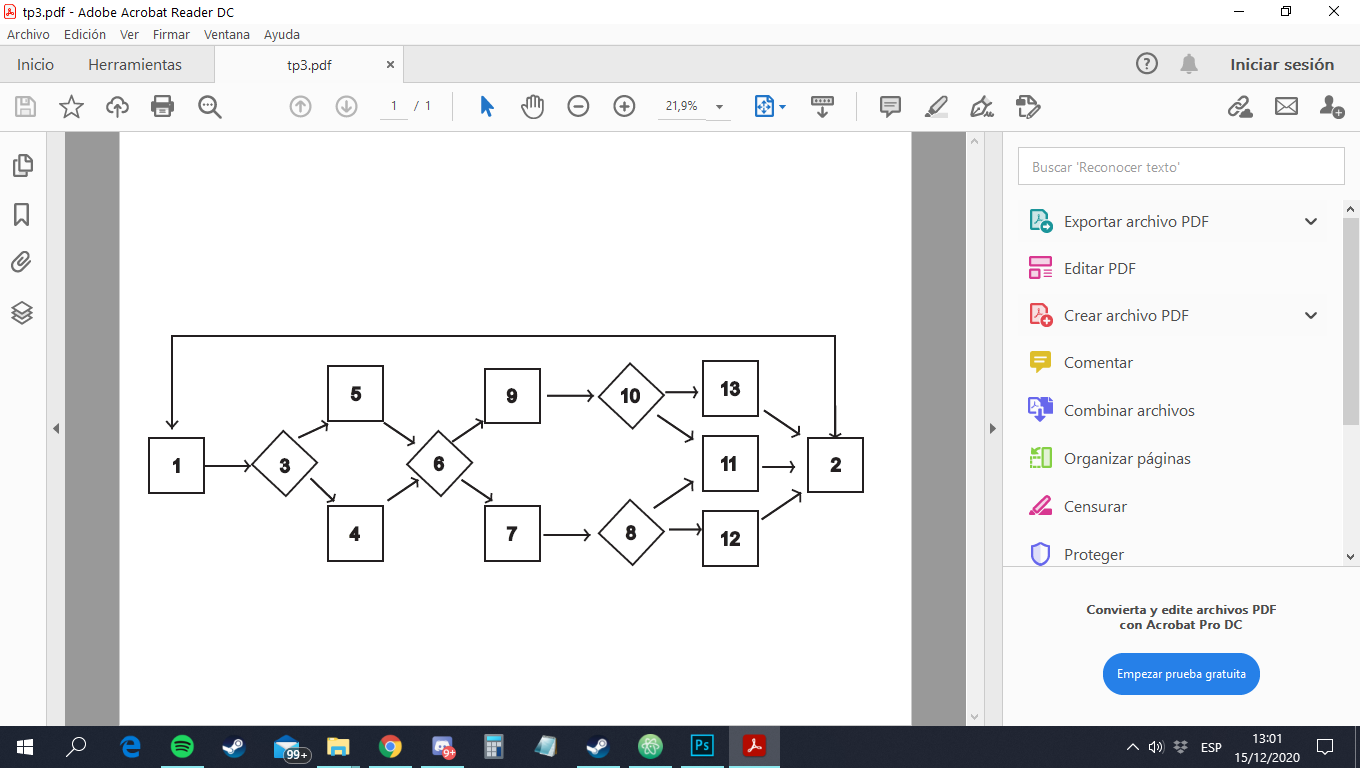 tp3.pdf - Adobe Acrobat Reader DC
Archivo Edición Ver Firmar Ventana Ayuda
Inicio Herramientas tp3.pdf × ? Iniciar sesión
1 / 1 21,9%
Buscar 'Reconocer texto'
Exportar archivo PDF
Editar PDF
Crear archivo PDF
Comentar
Combinar archivos
Organizar páginas
Censurar
Proteger
Convierta y edite archivos PDF
con Acrobat Pro DC
Empezar prueba gratuita
5 9 10 13
1 3 6 11 2
4 7 8 12
99+ 9+ Ps ESP 13:01
15/12/2020